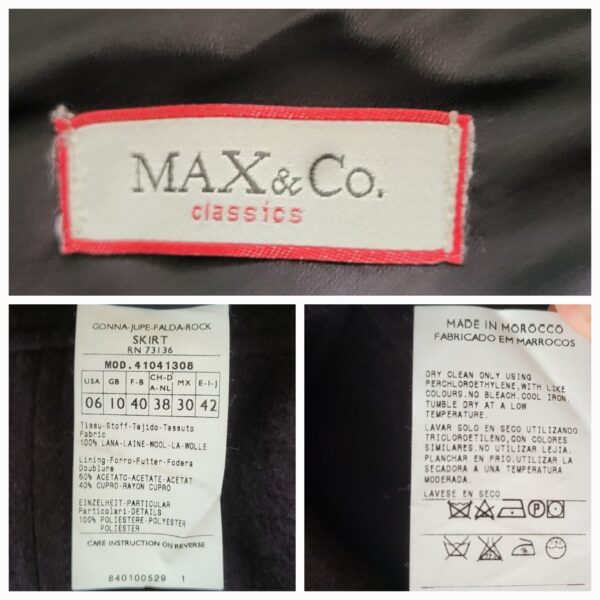 MAX&Co.
classics
GONNA-JUPE-FALDA-ROCK
SKIRT
RN 73136
MOD.41041308
USA GB F-B CH-D A-NL MX E-I-J
06 10 40 38 30 42
Tissu-Stoff-Tejido-Tessuto
Fabric
100% LANA-LAINE-WOOL-LA-WOLLE
Lining-Forro-Futter-Fodera
Doublure
60% ACETATO-ACETATE-ACETAT
40% CUPRO-RAYON CUPRO
EINZELHEIT-PARTICULAR
Particolari-DETAILS
100% POLIESTERE-POLYESTER
POLIESTER
CARE INSTRUCTION ON REVERSE
840100529 1
MADE IN MOROCCO
FABRICADO EM MARROCOS
DRY CLEAN ONLY USING
PERCHLOROETHYLENE,WITH LIKE
COLOURS.NO BLEACH.COOL IRON.
TUMBLE DRY AT A LOW
TEMPERATURE.
LAVAR SOLO EN SECO UTILIZANDO
TRICLOROETILENO,CON COLORES
SIMILARES.NO UTILIZAR LEJIA.
PLANCHAR EN FRIO.UTILIZAR LA
SECADORA A UNA TEMPERATURA
MODERADA.
LAVESE EN SECO
P